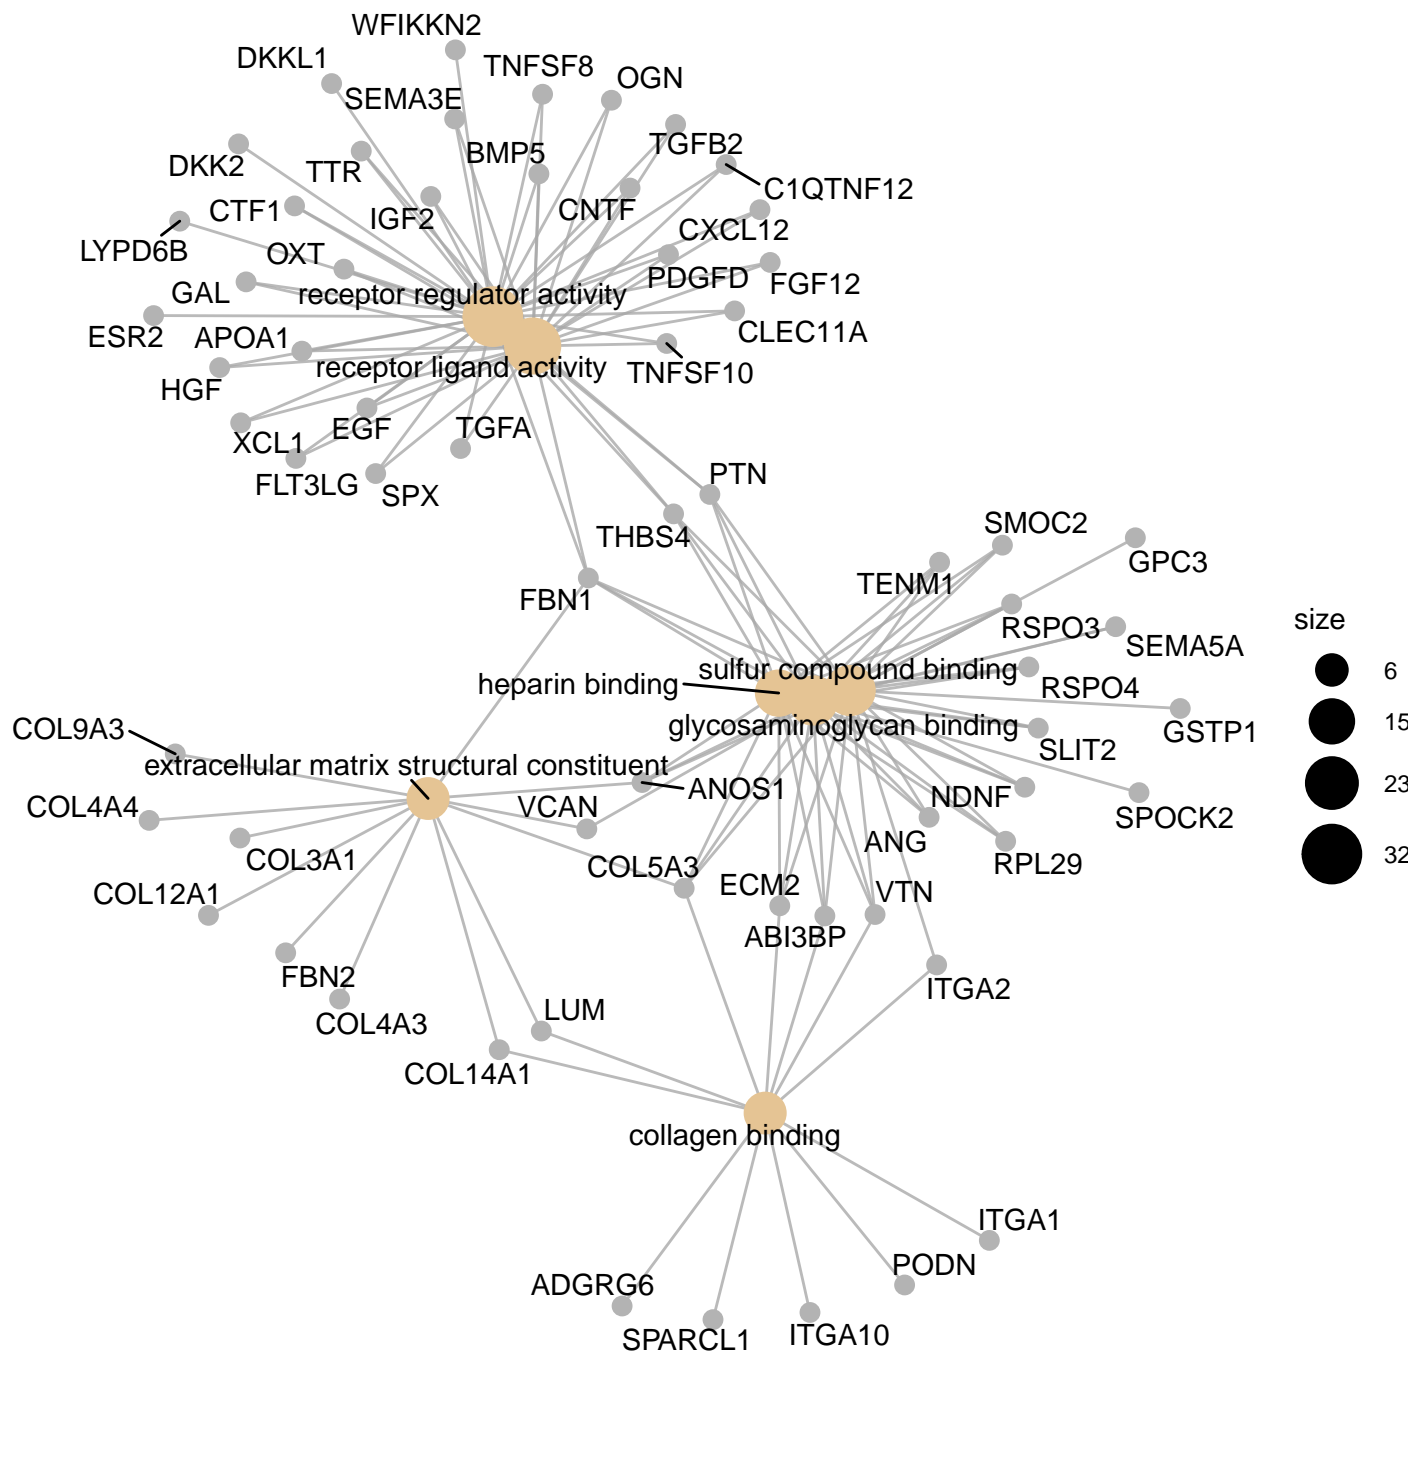 WFIKKN2
DKKL1
TNFSF8
OGN
SEMA3E
TGFB2
BMP5
DKK2
TTR
C1QTNF12
CTF1
IGF2
CNTF
CXCL12
LYPD6B
OXT
PDGFD
FGF12
GAL
receptor regulator activity
ESR2
APOA1
CLEC11A
receptor ligand activity
TNFSF10
HGF
EGF
TGFA
XCL1
FLT3LG
SPX
PTN
THBS4
SMOC2
GPC3
TENM1
FBN1
RSPO3
SEMA5A
sulfur compound binding
heparin binding
RSPO4
glycosaminoglycan binding
GSTP1
SLIT2
COL9A3
extracellular matrix structural constituent
ANOS1
NDNF
COL4A4
VCAN
SPOCK2
ANG
COL3A1
COL5A3
RPL29
COL12A1
ECM2
VTN
ABI3BP
FBN2
ITGA2
COL4A3
LUM
COL14A1
collagen binding
ITGA1
PODN
ADGRG6
SPARCL1
ITGA10
size
6
15
23
32